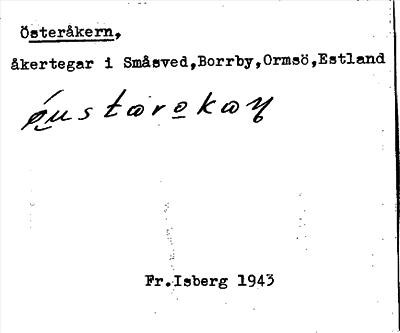 Österåkern,
åkertegar i Småsved,Borrby,Ormsö,Estland
Fr.Isberg 1943